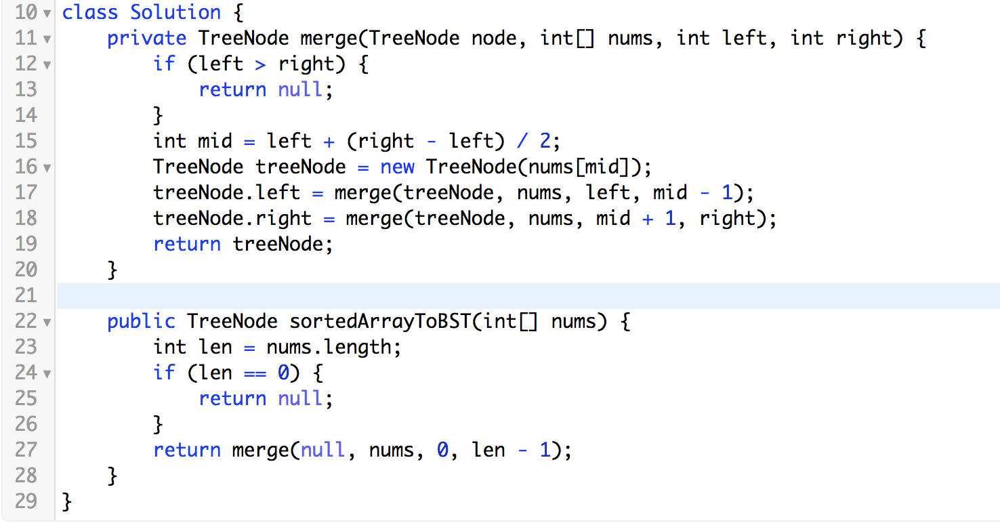 10 class Solution {
11     private TreeNode merge(TreeNode node, int[] nums, int left, int right) {
12         if (left > right) {
13             return null;
14         }
15         int mid = left + (right - left) / 2;
16         TreeNode treeNode = new TreeNode(nums[mid]);
17         treeNode.left = merge(treeNode, nums, left, mid - 1);
18         treeNode.right = merge(treeNode, nums, mid + 1, right);
19         return treeNode;
20     }
21
22     public TreeNode sortedArrayToBST(int[] nums) {
23         int len = nums.length;
24         if (len == 0) {
25             return null;
26         }
27         return merge(null, nums, 0, len - 1);
28     }
29 }